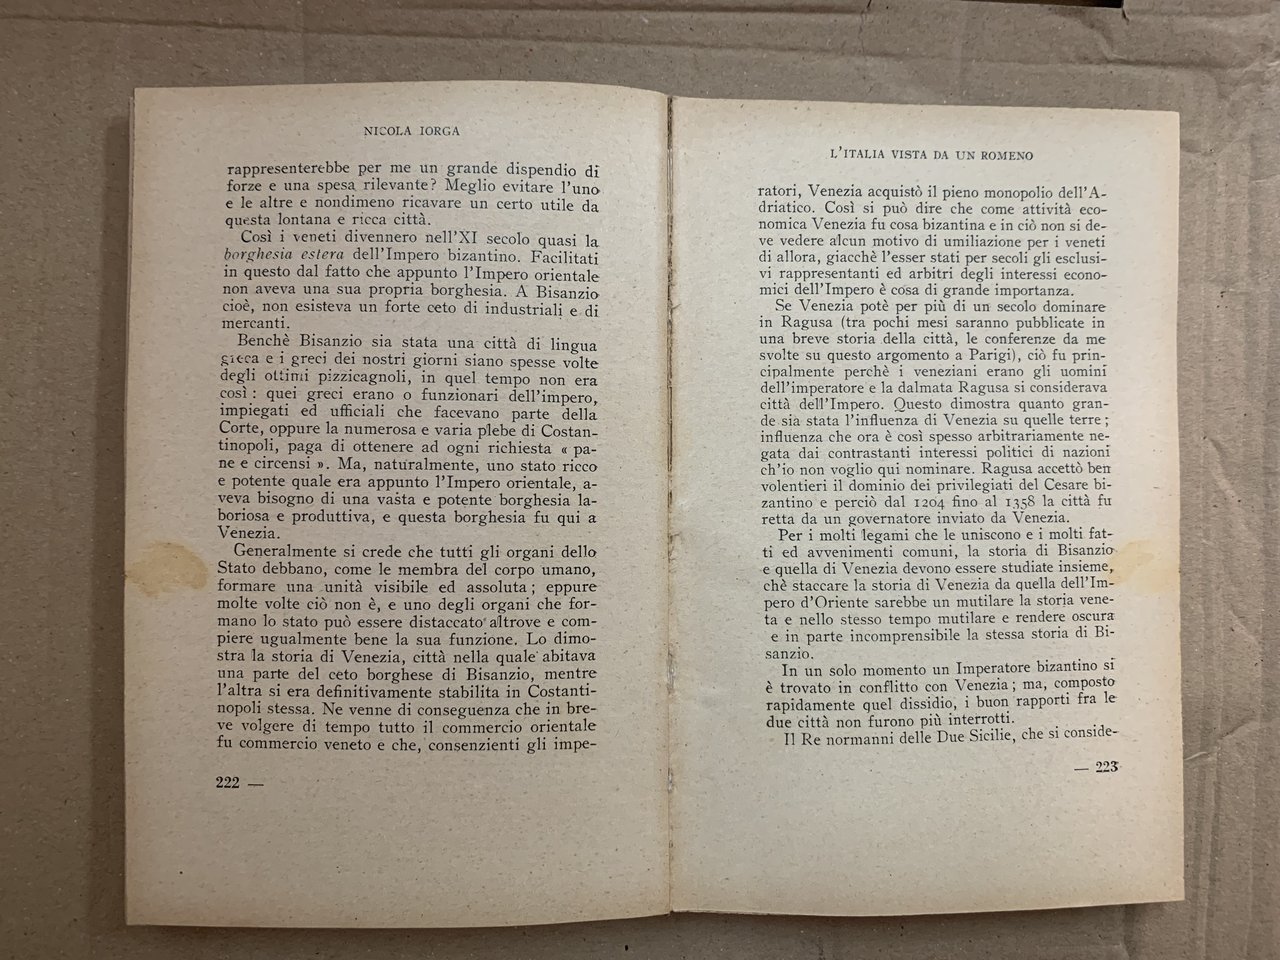 NICOLA IORGA
rappresenterebbe per me un grande dispendio di
forze e una spesa rilevante? Meglio evitare l'uno
e le altre e nondimeno ricavare un certo utile da
questa lontana e ricca città.
Così i veneti divennero nell'XI secolo quasi la
borghesia estera dell'Impero bizantino. Facilitati
in questo dal fatto che appunto l'Impero orientale
non aveva una sua propria borghesia. A Bisanzio
cioè, non esisteva un forte ceto di industriali e di
mercanti.
Benchè Bisanzio sia stata una città di lingua
greca e i greci dei nostri giorni siano spesse volte
degli ottimi pizzicagnoli, in quel tempo non era
così : quei greci erano o funzionari dell'impero,
impiegati ed ufficiali che facevano parte della
Corte, oppure la numerosa e varia plebe di Costan-
tinopoli, paga di ottenere ad ogni richiesta « pa-
ne e circensi ». Ma, naturalmente, uno stato ricco
e potente quale era appunto l'Impero orientale, a-
veva bisogno di una vasta e potente borghesia la-
boriosa e produttiva, e questa borghesia fu qui a
Venezia.
Generalmente si crede che tutti gli organi dello
Stato debbano, come le membra del corpo umano,
formare una unità visibile ed assoluta ; eppure
molte volte ciò non è, e uno degli organi che for-
mano lo stato può essere distaccato altrove e com-
piere ugualmente bene la sua funzione. Lo dimo-
stra la storia di Venezia, città nella quale abitava
una parte del ceto borghese di Bisanzio, mentre
l'altra si era definitivamente stabilita in Costanti-
nopoli stessa. Ne venne di conseguenza che in bre-
ve volgere di tempo tutto il commercio orientale
fu commercio veneto e che, consenzienti gli impe-
222 —
L'ITALIA VISTA DA UN ROMENO
ratori, Venezia acquistò il pieno monopolio dell'A-
driatico. Così si può dire che come attività eco-
nomica Venezia fu cosa bizantina e in ciò non si de-
ve vedere alcun motivo di umiliazione per i veneti
di allora, giacchè l'esser stati per secoli gli esclusi-
vi rappresentanti ed arbitri degli interessi econo-
mici dell'Impero è cosa di grande importanza.
Se Venezia potè per più di un secolo dominare
in Ragusa (tra pochi mesi saranno pubblicate in
una breve storia della città, le conferenze da me
svolte su questo argomento a Parigi), ciò fu prin-
cipalmente perchè i veneziani erano gli uomini
dell'imperatore e la dalmata Ragusa si considerava
città dell'Impero. Questo dimostra quanto gran-
de sia stata l'influenza di Venezia su quelle terre ;
influenza che ora è così spesso arbitrariamente ne-
gata dai contrastanti interessi politici di nazioni
ch'io non voglio qui nominare. Ragusa accettò ben
volentieri il dominio dei privilegiati del Cesare bi-
zantino e perciò dal 1204 fino al 1358 la città fu
retta da un governatore inviato da Venezia.
Per i molti legami che le uniscono e i molti fat-
ti ed avvenimenti comuni, la storia di Bisanzio
e quella di Venezia devono essere studiate insieme,
chè staccare la storia di Venezia da quella dell'Im-
pero d'Oriente sarebbe un mutilare la storia vene-
ta e nello stesso tempo mutilare e rendere oscura
e in parte incomprensibile la stessa storia di Bi-
sanzio.
In un solo momento un Imperatore bizantino si
è trovato in conflitto con Venezia ; ma, composto
rapidamente quel dissidio, i buon rapporti fra le
due città non furono più interrotti.
Il Re normanni delle Due Sicilie, che si conside-
— 223